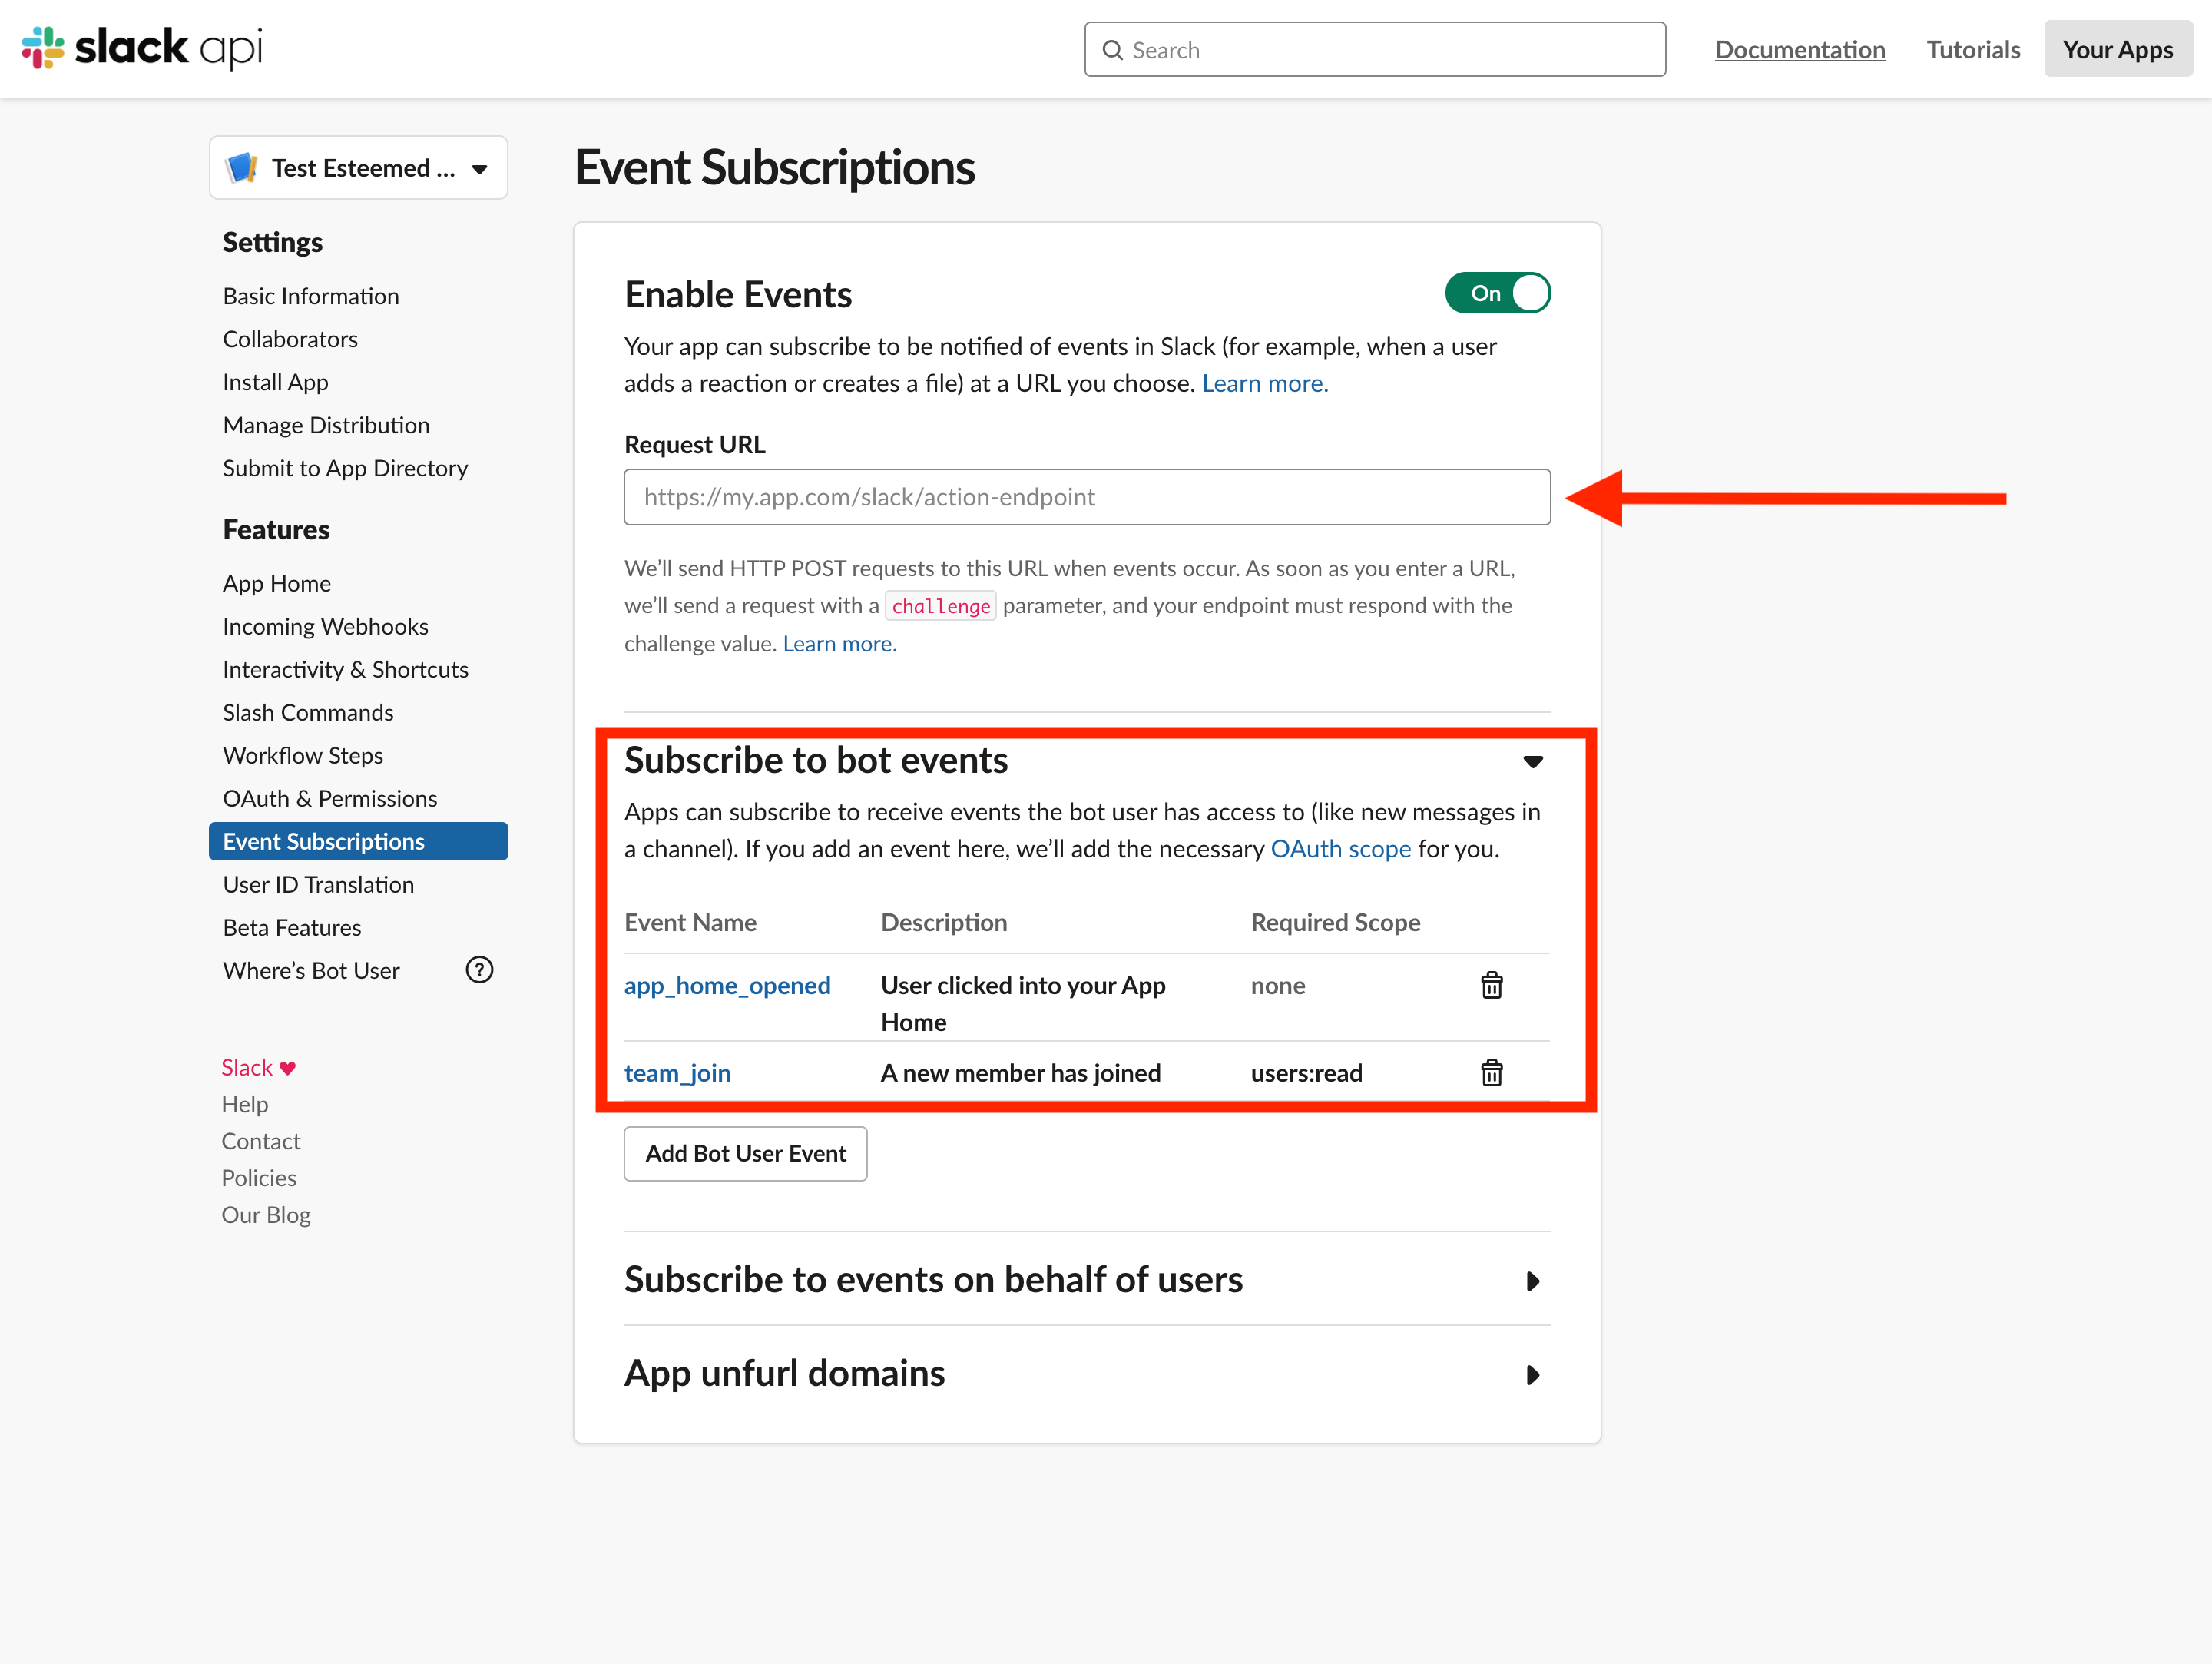 slack api
Search
Documentation
Tutorials
Your Apps
Test Esteemed ...
Settings
Basic Information
Collaborators
Install App
Manage Distribution
Submit to App Directory
Features
App Home
Incoming Webhooks
Interactivity & Shortcuts
Slash Commands
Workflow Steps
OAuth & Permissions
Event Subscriptions
User ID Translation
Beta Features
Where’s Bot User
?
Slack ♥
Help
Contact
Policies
Our Blog
Event Subscriptions
Enable Events
On
Your app can subscribe to be notified of events in Slack (for example, when a user
adds a reaction or creates a file) at a URL you choose. Learn more.
Request URL
https://my.app.com/slack/action-endpoint
We’ll send HTTP POST requests to this URL when events occur. As soon as you enter a URL,
we’ll send a request with a challenge parameter, and your endpoint must respond with the
challenge value. Learn more.
Subscribe to bot events
Apps can subscribe to receive events the bot user has access to (like new messages in
a channel). If you add an event here, we’ll add the necessary OAuth scope for you.
Event Name Description Required Scope
app_home_opened User clicked into your App none
Home
team_join A new member has joined users:read
Add Bot User Event
Subscribe to events on behalf of users
App unfurl domains